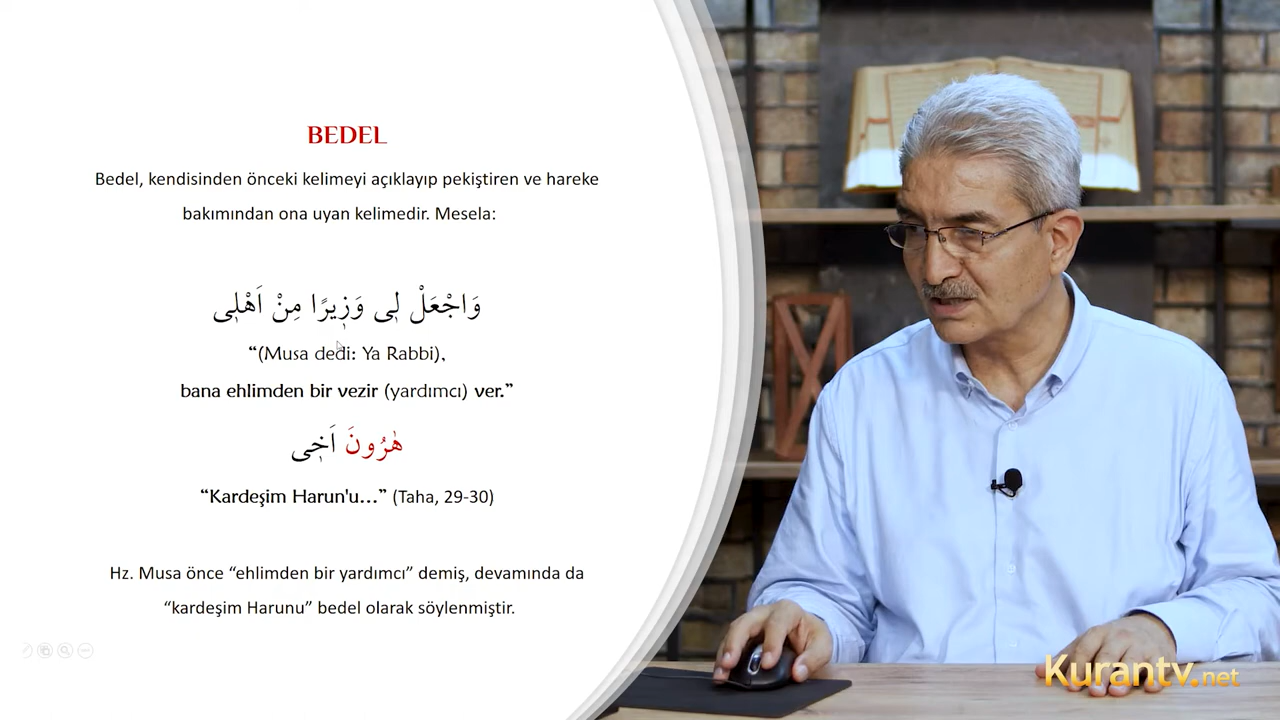 BEDEL
Bedel, kendisinden önceki kelimeyi açıklayıp pekiştiren ve hareke
bakımından ona uyan kelimedir. Mesela:
وَاجْعَلْ ل۪ى وَز۪يرًا مِنْ اَهْل۪ى
“(Musa dedi: Ya Rabbi),
bana ehlimden bir vezir (yardımcı) ver.”
هٰرُونَ اَخ۪ى
“Kardeşim Harun'u...” (Taha, 29-30)
Hz. Musa önce “ehlimden bir yardımcı” demiş, devamında da
“kardeşim Harunu” bedel olarak söylenmiştir.
Kurantv.net